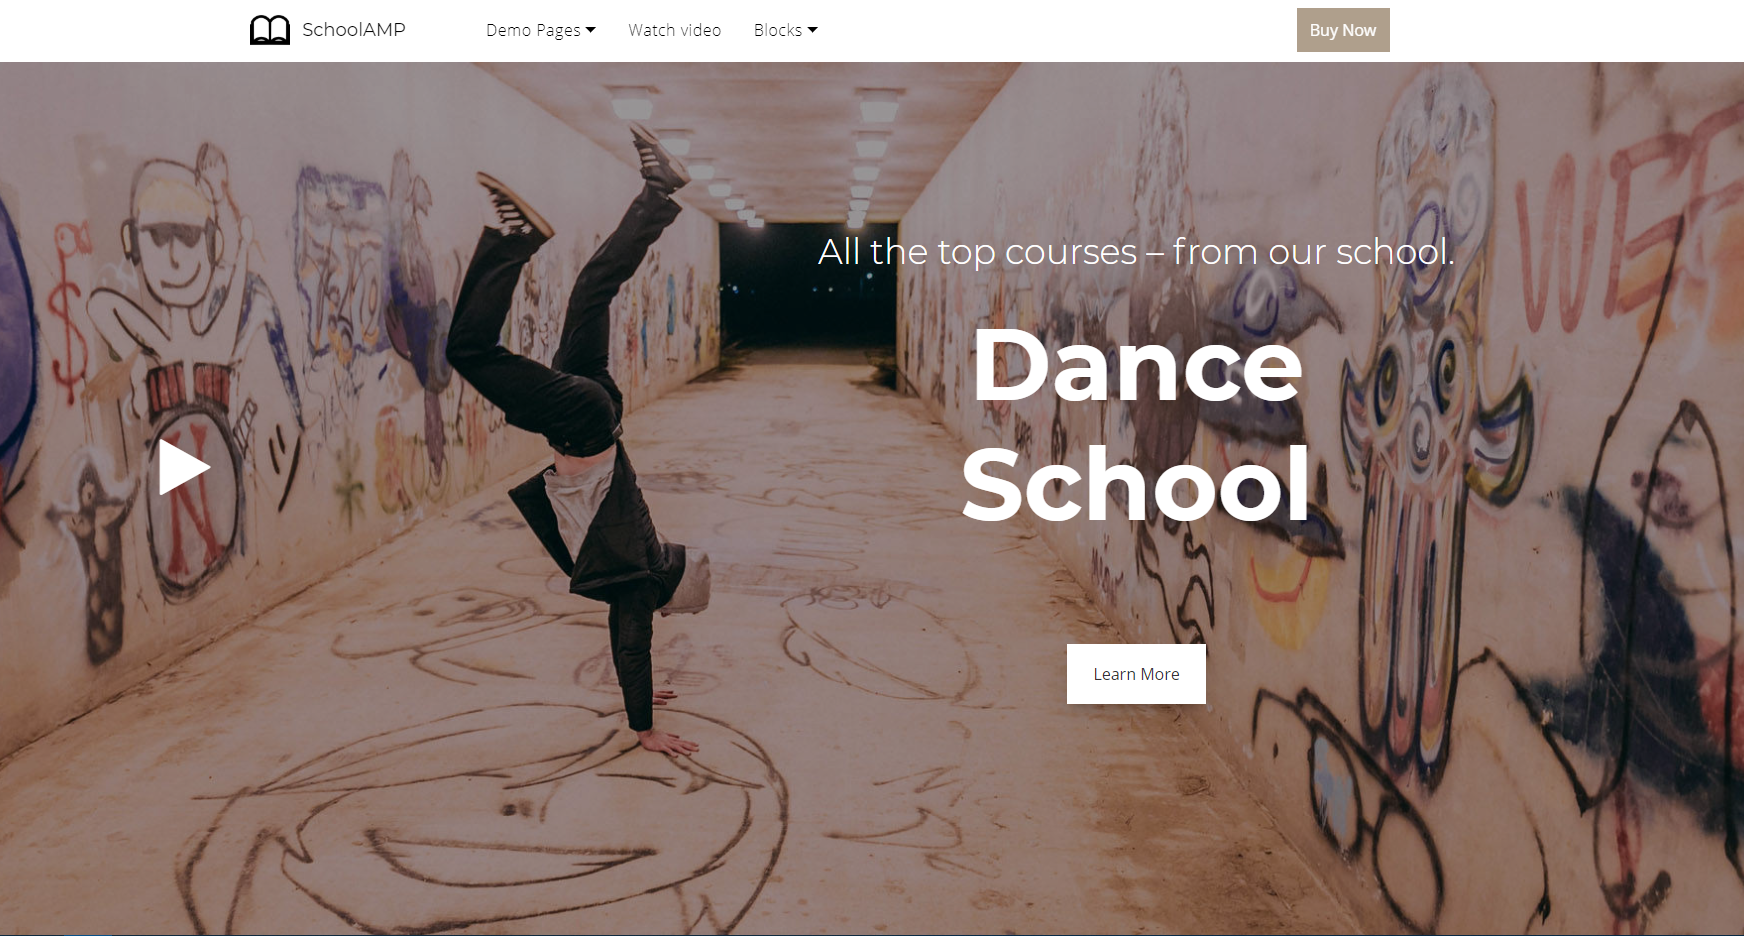 SchoolAMP
Demo Pages
Watch video
Blocks
Buy Now
All the top courses – from our school.
Dance
School
Learn More
$
N
WE